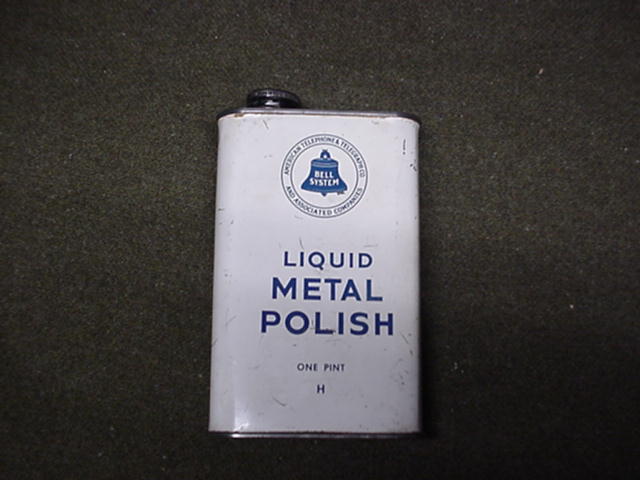 AMERICAN TELEPHONE & TELEGRAPH CO
AND ASSOCIATED COMPANIES
BELL
SYSTEM
LIQUID
METAL
POLISH
ONE PINT
H